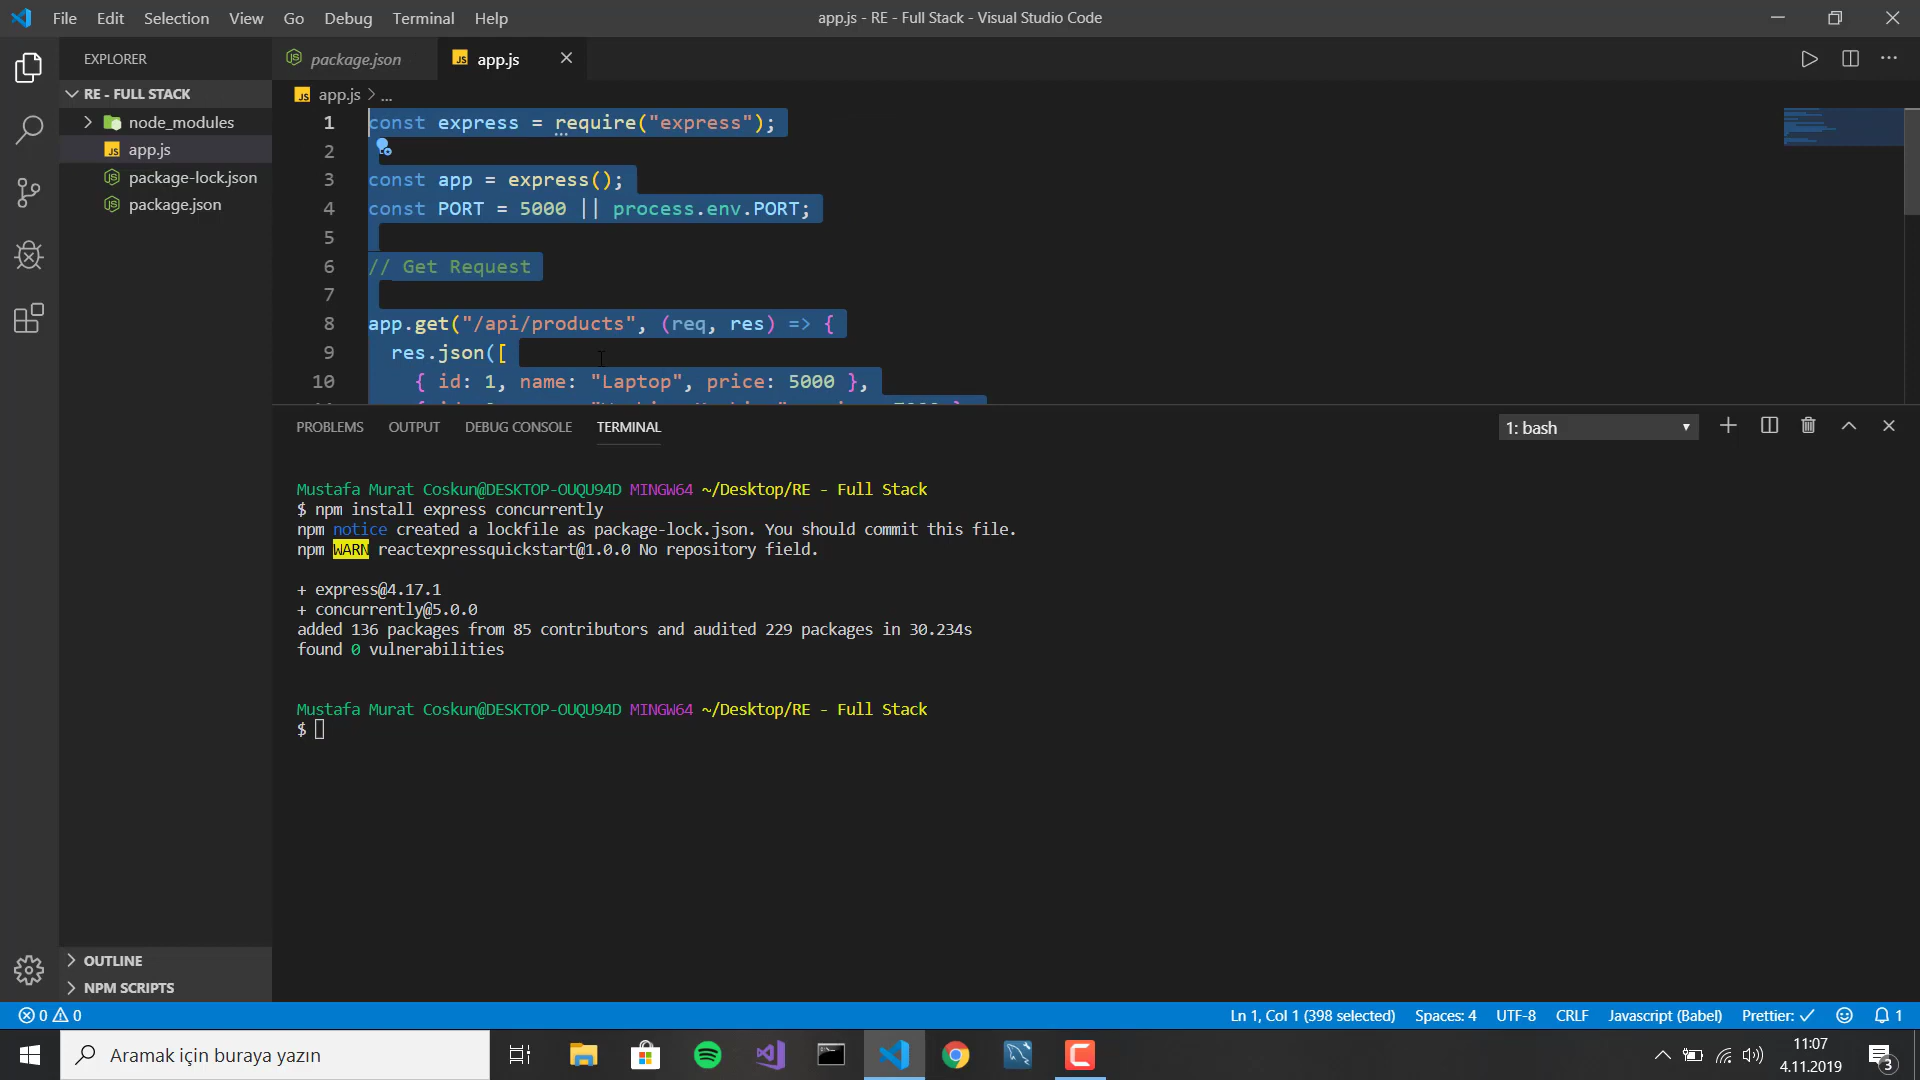 File Edit Selection View Go Debug Terminal Help
app.js - RE - Full Stack - Visual Studio Code
EXPLORER
RE - FULL STACK
node_modules
app.js
package-lock.json
package.json
OUTLINE
NPM SCRIPTS
package.json
app.js
app.js > ...
1 const express = require("express");
2
3 const app = express();
4 const PORT = 5000 || process.env.PORT;
5
6 // Get Request
7
8 app.get("/api/products", (req, res) => {
9 res.json([
10 { id: 1, name: "Laptop", price: 5000 },
PROBLEMS OUTPUT DEBUG CONSOLE TERMINAL
1: bash
Mustafa Murat Coskun@DESKTOP-OUQU94D MINGW64 ~/Desktop/RE - Full Stack
$ npm install express concurrently
npm notice created a lockfile as package-lock.json. You should commit this file.
npm WARN reactexpressquickstart@1.0.0 No repository field.
+ express@4.17.1
+ concurrently@5.0.0
added 136 packages from 85 contributors and audited 229 packages in 30.234s
found 0 vulnerabilities
Mustafa Murat Coskun@DESKTOP-OUQU94D MINGW64 ~/Desktop/RE - Full Stack
$
0 0
Ln 1, Col 1 (398 selected) Spaces: 4 UTF-8 CRLF Javascript (Babel) Prettier: ✓ 1
Aramak için buraya yazın
11:07
4.11.2019
3